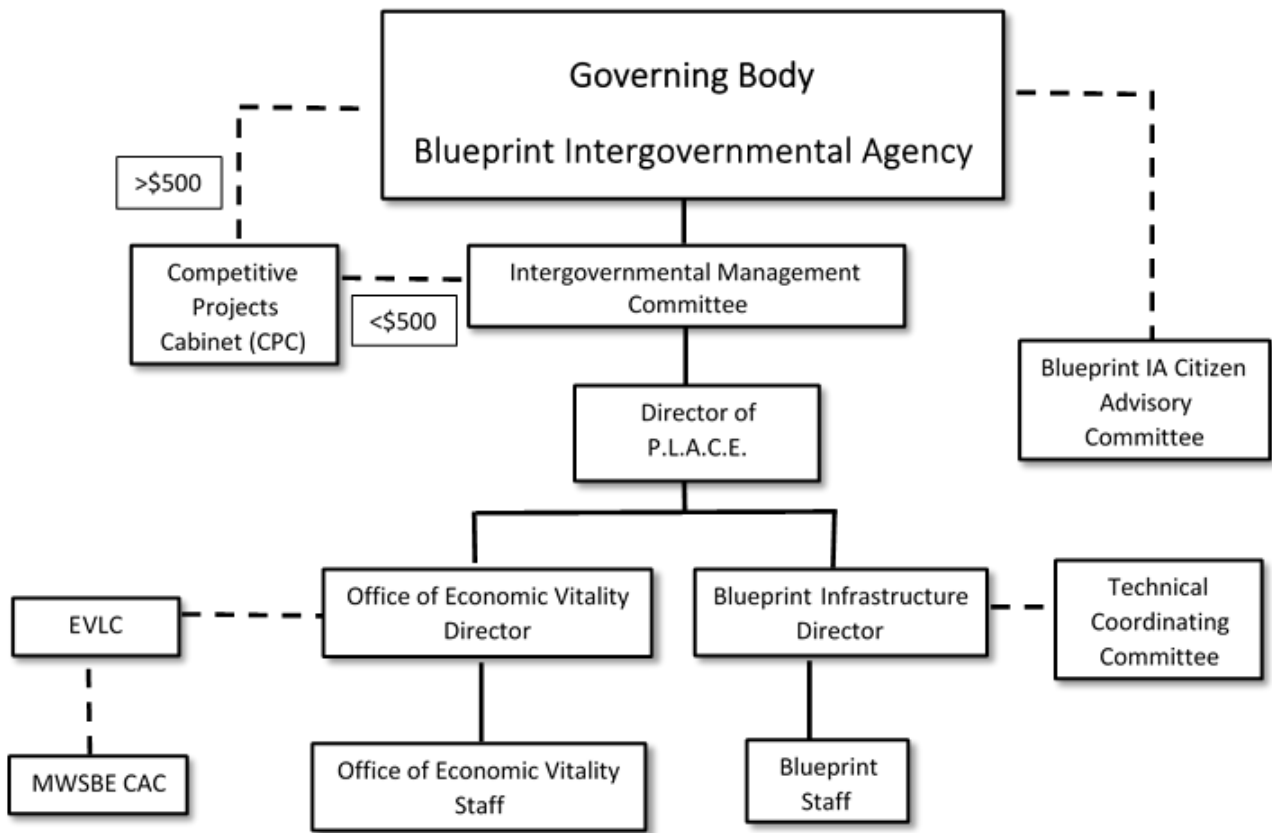 Governing Body
Blueprint Intergovernmental Agency
>$500
Competitive
Projects
Cabinet (CPC)
<$500
Intergovernmental Management
Committee
Blueprint IA Citizen
Advisory
Committee
Director of
P.L.A.C.E.
EVLC
Office of Economic Vitality
Director
Blueprint Infrastructure
Director
Technical
Coordinating
Committee
MWSBE CAC
Office of Economic Vitality
Staff
Blueprint
Staff